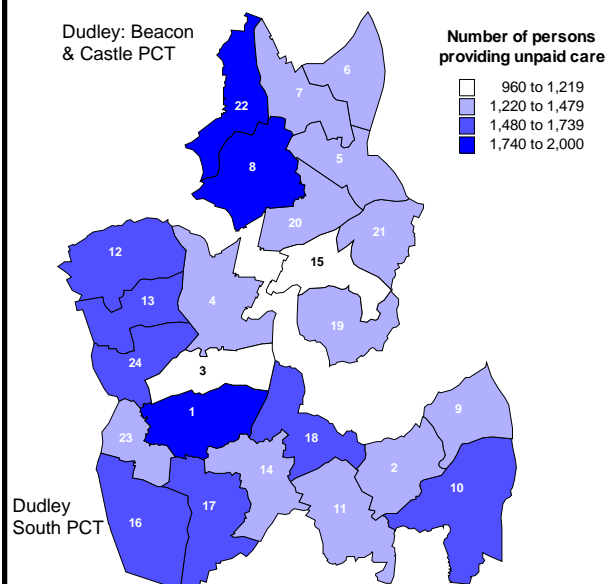 Dudley: Beacon
& Castle PCT
Number of persons
providing unpaid care
960 to 1,219
1,220 to 1,479
1,480 to 1,739
1,740 to 2,000
6
7
22
5
8
20
21
12
15
13
4
19
24
3
1
9
23
18
14
2
10
17
11
16
Dudley
South PCT